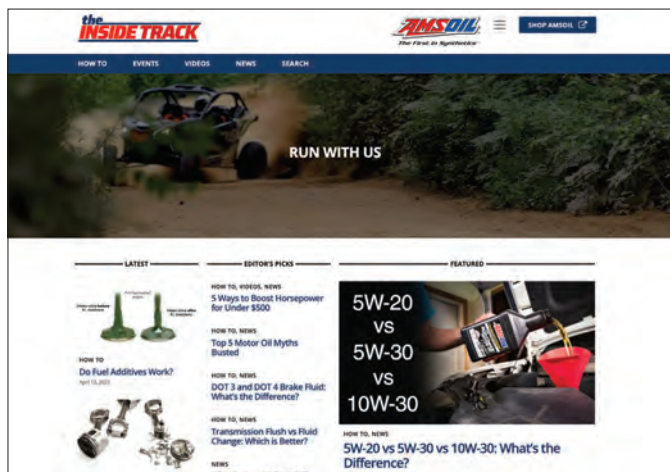 the
INSIDE TRACK
AMSOIL
The First in Synthetics
SHOP AMSOIL
HOW TO
EVENTS
VIDEOS
NEWS
SEARCH
RUN WITH US
LATEST
HOW TO
Do Fuel Additives Work?
EDITOR'S PICKS
HOW TO, VIDEOS, NEWS
5 Ways to Boost Horsepower
for Under $500
HOW TO, NEWS
Top 5 Motor Oil Myths
Busted
HOW TO, NEWS
DOT 3 and DOT 4 Brake Fluid:
What's the Difference?
HOW TO, NEWS
Transmission Flush vs Fluid
Change: Which is Better?
NEWS
FEATURED
5W-20
vs
5W-30
vs
10W-30
HOW TO, NEWS
5W-20 vs 5W-30 vs 10W-30: What's the
Difference?